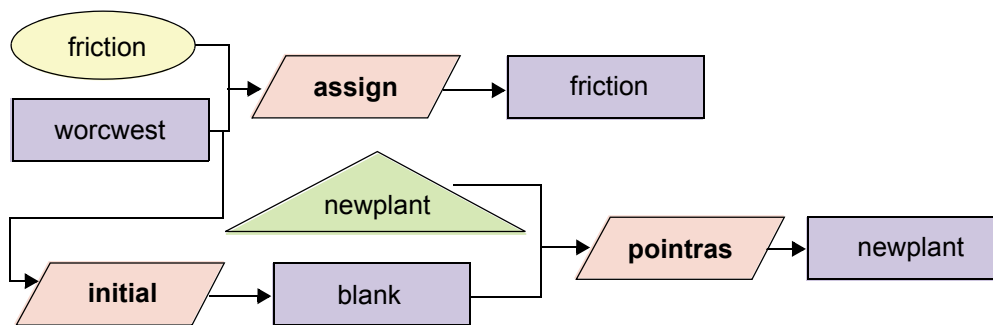 friction
assign
friction
worcwest
newplant
pointras
newplant
initial
blank